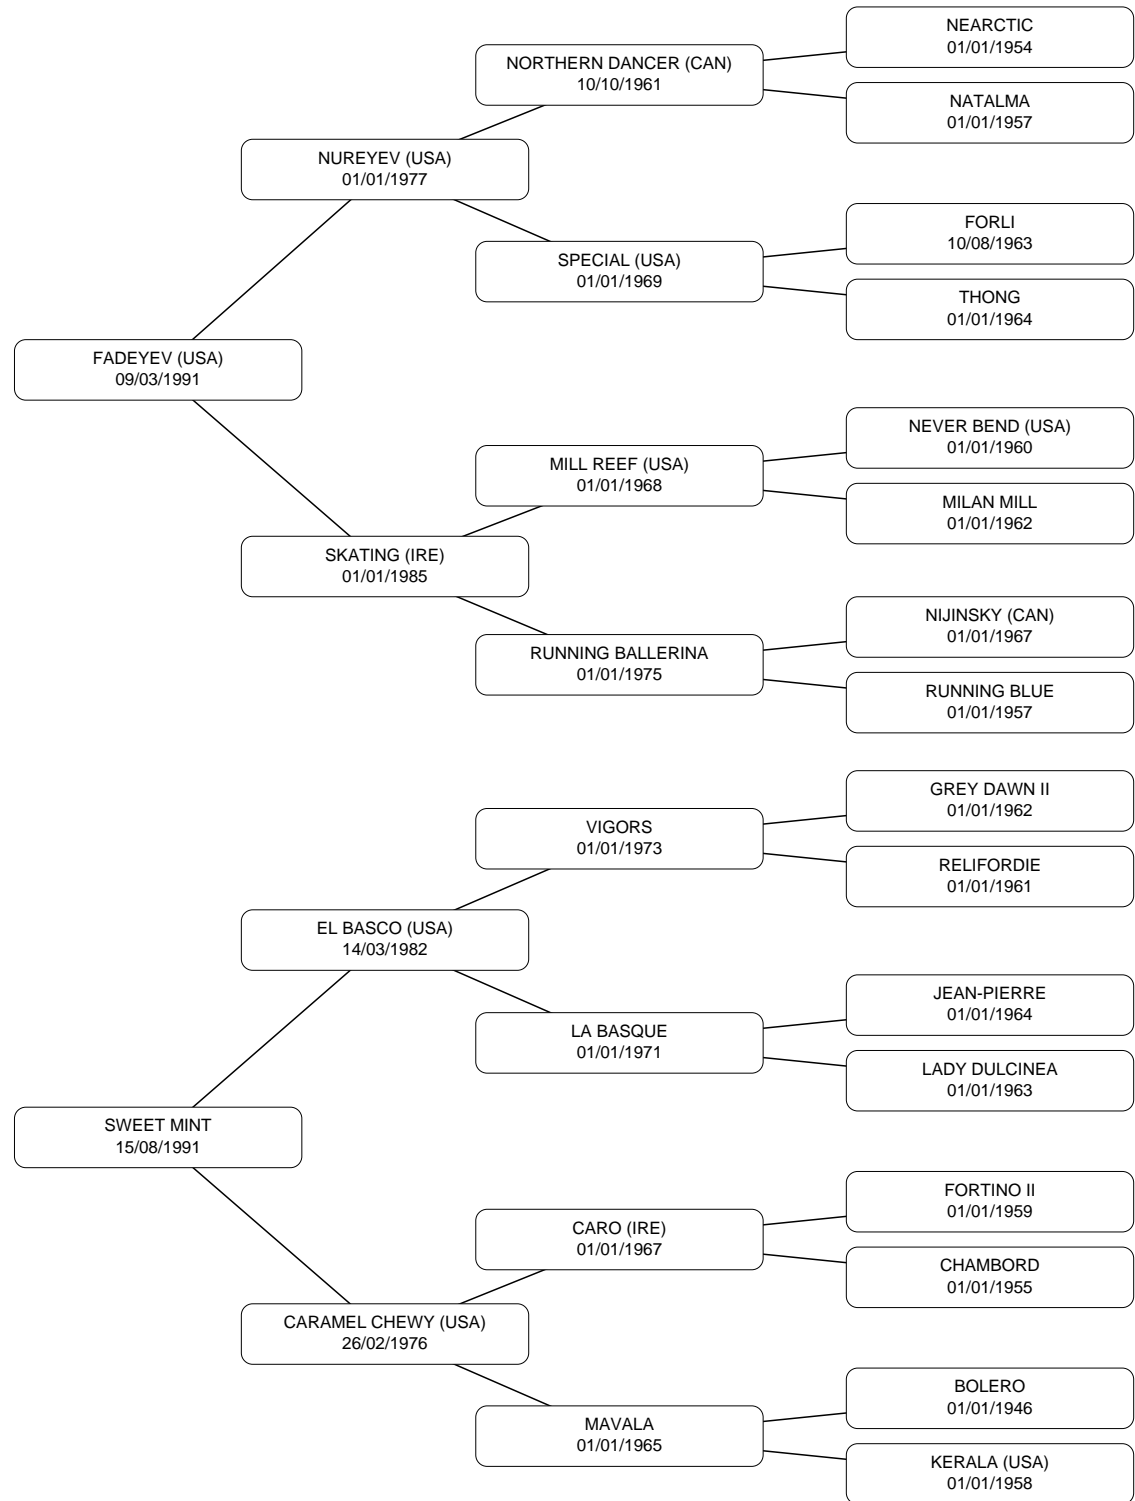 NEARCTIC
01/01/1954
NORTHERN DANCER (CAN)
10/10/1961
NATALMA
01/01/1957
NUREYEV (USA)
01/01/1977
FORLI
10/08/1963
SPECIAL (USA)
01/01/1969
THONG
01/01/1964
FADEYEV (USA)
09/03/1991
NEVER BEND (USA)
01/01/1960
MILL REEF (USA)
01/01/1968
MILAN MILL
01/01/1962
SKATING (IRE)
01/01/1985
NIJINSKY (CAN)
01/01/1967
RUNNING BALLERINA
01/01/1975
RUNNING BLUE
01/01/1957
GREY DAWN II
01/01/1962
VIGORS
01/01/1973
RELIFORDIE
01/01/1961
EL BASCO (USA)
14/03/1982
JEAN-PIERRE
01/01/1964
LA BASQUE
01/01/1971
LADY DULCINEA
01/01/1963
SWEET MINT
15/08/1991
FORTINO II
01/01/1959
CARO (IRE)
01/01/1967
CHAMBORD
01/01/1955
CARAMEL CHEWY (USA)
26/02/1976
BOLERO
01/01/1946
MAVALA
01/01/1965
KERALA (USA)
01/01/1958